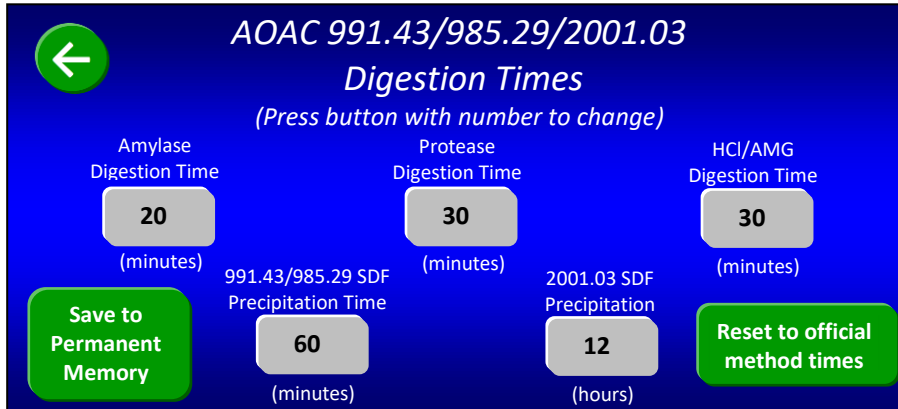 AOAC 991.43/985.29/2001.03
Digestion Times
(Press button with number to change)
Amylase
Digestion Time
20
(minutes)
Protease
Digestion Time
30
(minutes)
HCl/AMG
Digestion Time
30
(minutes)
Save to
Permanent
Memory
991.43/985.29 SDF
Precipitation Time
60
(minutes)
2001.03 SDF
Precipitation
12
(hours)
Reset to official
method times